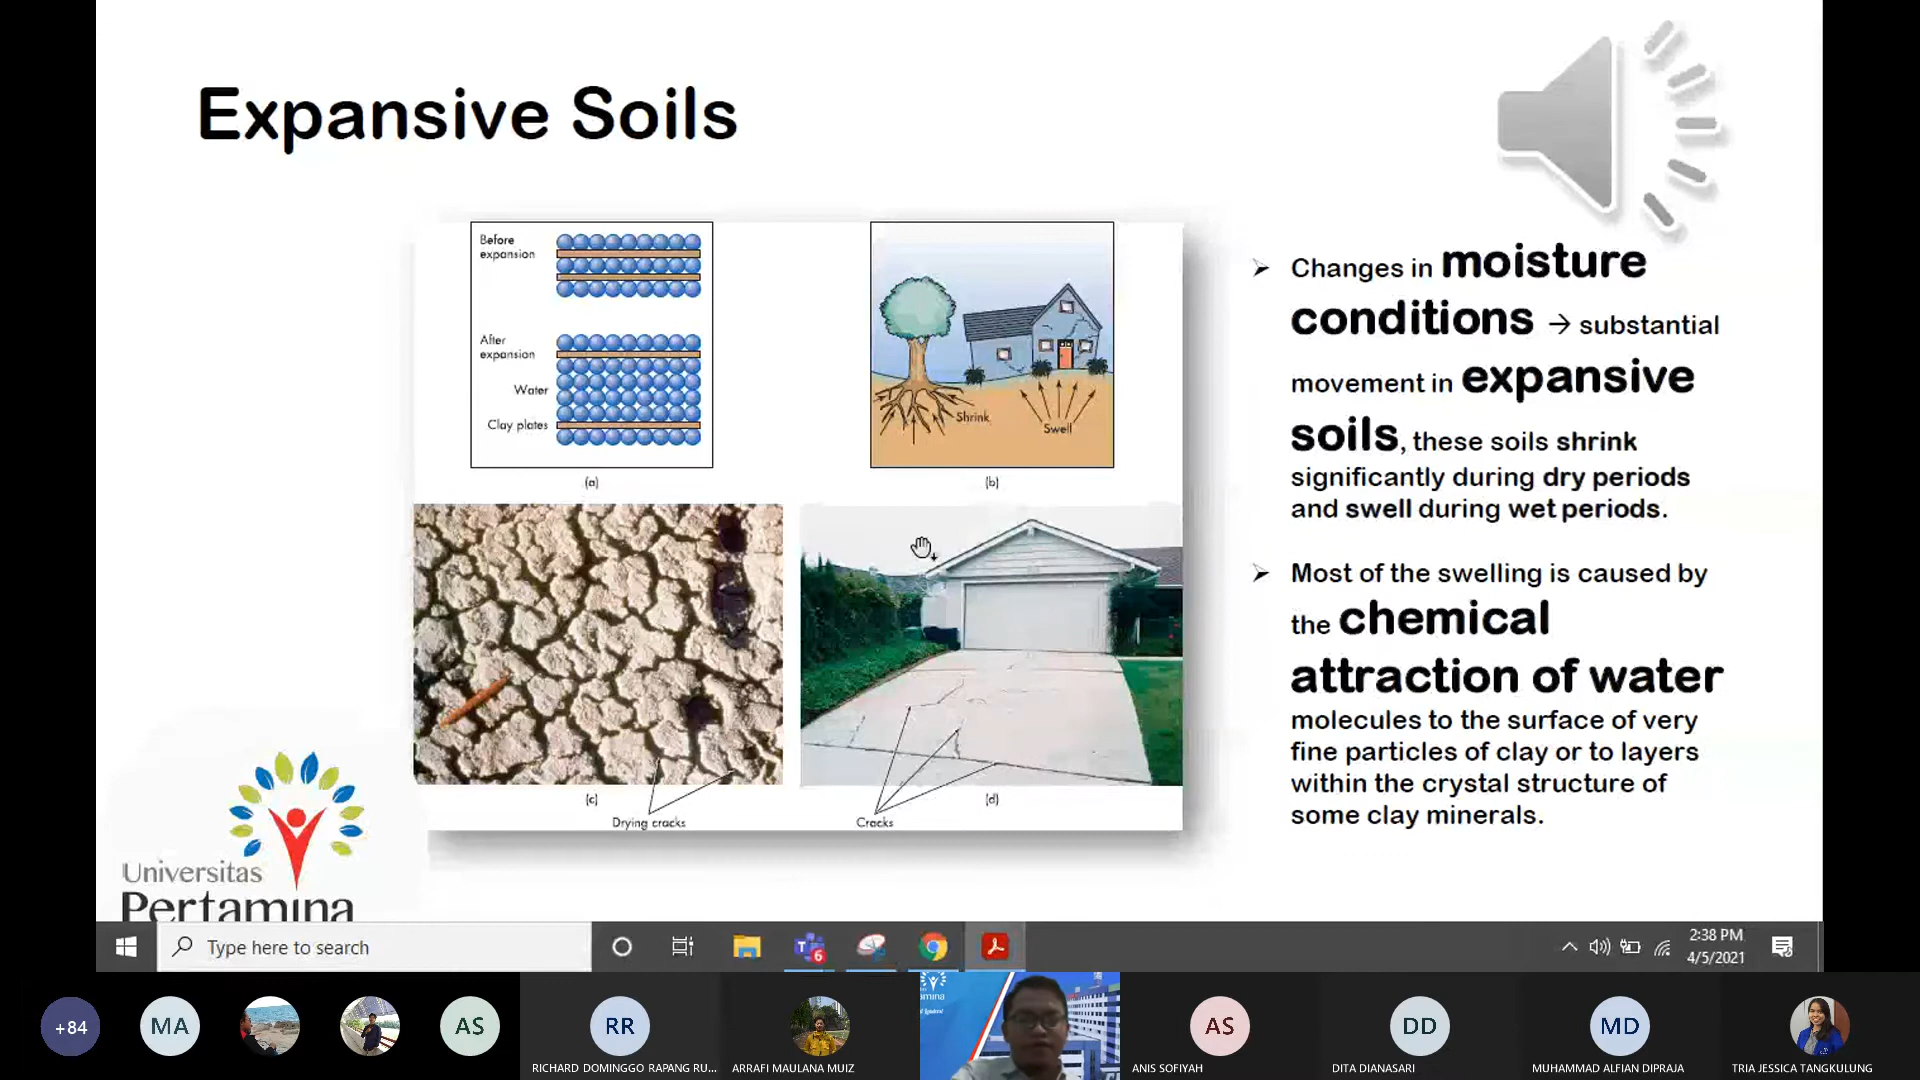 Expansive Soils
Before
expansion
After
expansion
Water
Clay plates
(a)
Shrink
Swell
(b)
(c)
Drying cracks
(d)
Cracks
Changes in moisture
conditions → substantial
movement in expansive
soils, these soils shrink
significantly during dry periods
and swell during wet periods.
Most of the swelling is caused by
the chemical
attraction of water
molecules to the surface of very
fine particles of clay or to layers
within the crystal structure of
some clay minerals.
Universitas
Pertamina
Type here to search
6
2:38 PM
4/5/2021
+84
MA
AS
RR
RICHARD DOMINGGO RAPANG RU...
ARRAFI MAULANA MUIZ
AS
ANIS SOFIYAH
DD
DITA DIANASARI
MD
MUHAMMAD ALFIAN DIPRAJA
TRIA JESSICA TANGKULUNG